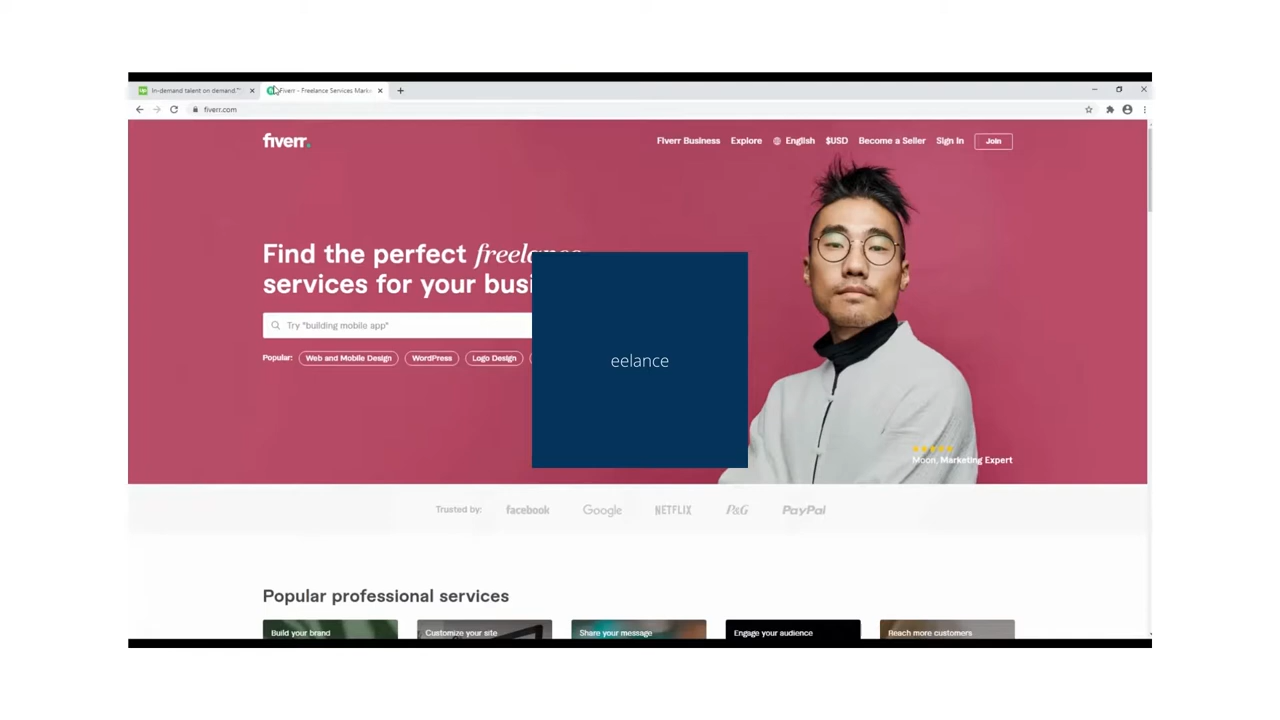 In-demand talent on demand.™
Fiverr - Freelance Services Mark
fiverr.com
fiverr.
Fiverr Business Explore English $USD Become a Seller Sign In Join
Find the perfect freelance
services for your busi
Try "building mobile app"
Popular: Web and Mobile Design WordPress Logo Design
eelance
Moon, Marketing Expert
Trusted by: facebook Google NETFLIX P&G PayPal
Popular professional services
Build your brand Customize your site Share your message Engage your audience Reach more customers